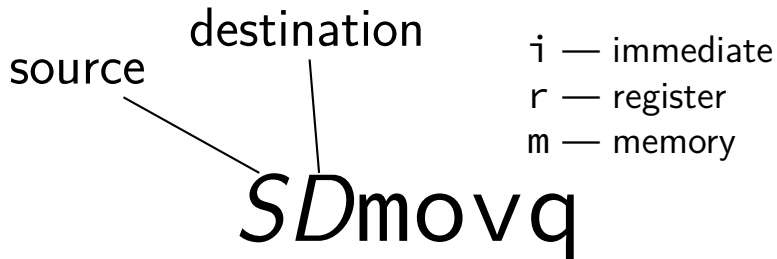 destination
source
i — immediate
r — register
m — memory
SDmovq